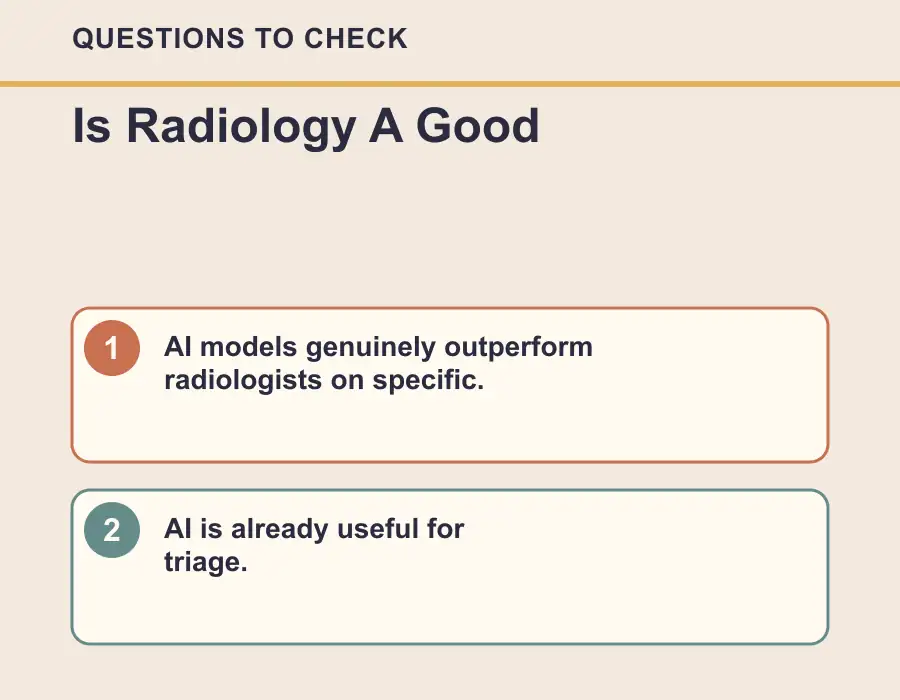 QUESTIONS TO CHECK
Is Radiology A Good
1
AI models genuinely outperform
radiologists on specific.
2
AI is already useful for
triage.